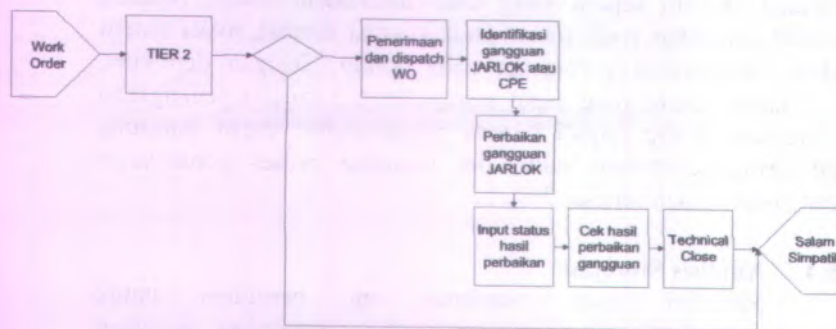 Work
Order
TIER 2
Penerimaan
dan dispatch
WO
Identifikasi
gangguan
JARLOK atau
CPE
Perbaikan
gangguan
JARLOK
Input status
hasil
perbaikan
Cek hasil
perbaikan
gangguan
Technical
Close
Salam
Simpatik